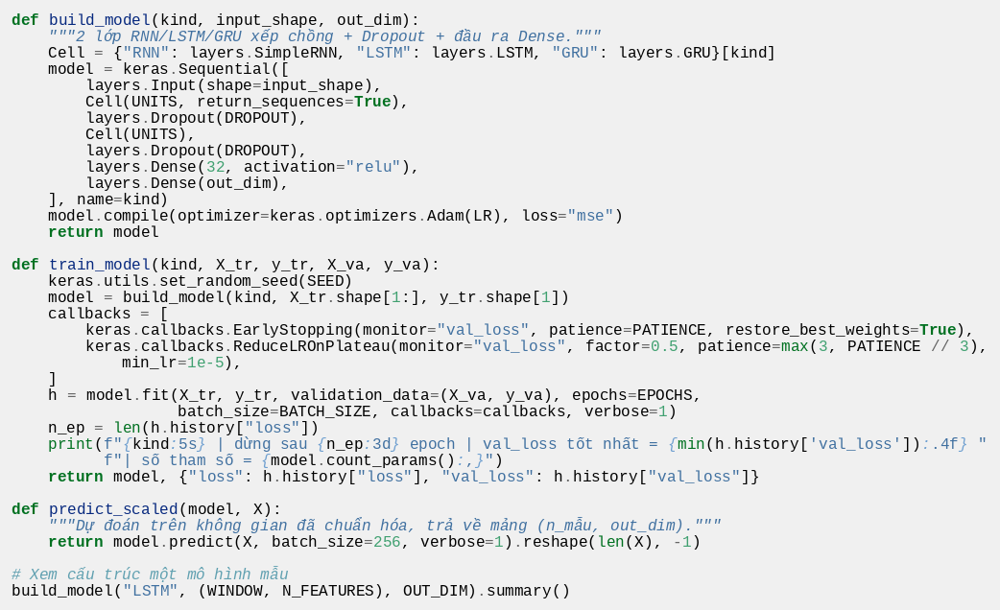 def build_model(kind, input_shape, out_dim):
    """2 lớp RNN/LSTM/GRU xếp chồng + Dropout + đầu ra Dense."""
    Cell = {"RNN": layers.SimpleRNN, "LSTM": layers.LSTM, "GRU": layers.GRU}[kind]
    model = keras.Sequential([
        layers.Input(shape=input_shape),
        Cell(UNITS, return_sequences=True),
        layers.Dropout(DROPOUT),
        Cell(UNITS),
        layers.Dropout(DROPOUT),
        layers.Dense(32, activation="relu"),
        layers.Dense(out_dim),
    ], name=kind)
    model.compile(optimizer=keras.optimizers.Adam(LR), loss="mse")
    return model

def train_model(kind, X_tr, y_tr, X_va, y_va):
    keras.utils.set_random_seed(SEED)
    model = build_model(kind, X_tr.shape[1:], y_tr.shape[1])
    callbacks = [
        keras.callbacks.EarlyStopping(monitor="val_loss", patience=PATIENCE, restore_best_weights=True),
        keras.callbacks.ReduceLROnPlateau(monitor="val_loss", factor=0.5, patience=max(3, PATIENCE // 3),
            min_lr=1e-5),
    ]
    h = model.fit(X_tr, y_tr, validation_data=(X_va, y_va), epochs=EPOCHS,
                  batch_size=BATCH_SIZE, callbacks=callbacks, verbose=1)
    n_ep = len(h.history["loss"])
    print(f"{kind:5s} | dừng sau {n_ep:3d} epoch | val_loss tốt nhất = {min(h.history['val_loss']):.4f} "
          f"| số tham số = {model.count_params():,}")
    return model, {"loss": h.history["loss"], "val_loss": h.history["val_loss"]}

def predict_scaled(model, X):
    """Dự đoán trên không gian đã chuẩn hóa, trả về mảng (n_mẫu, out_dim)."""
    return model.predict(X, batch_size=256, verbose=1).reshape(len(X), -1)

# Xem cấu trúc một mô hình mẫu
build_model("LSTM", (WINDOW, N_FEATURES), OUT_DIM).summary()